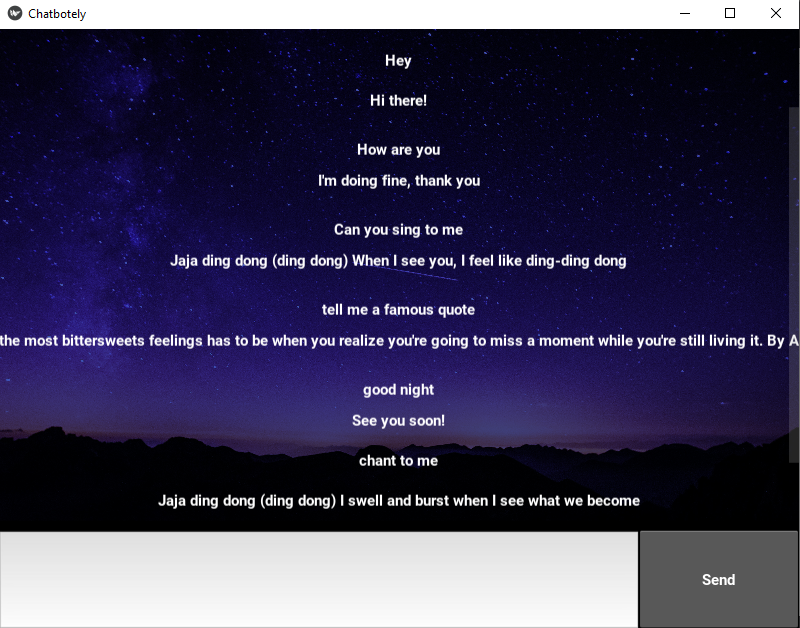 Chatbotely
Hey
Hi there!
How are you
I'm doing fine, thank you
Can you sing to me
Jaja ding dong (ding dong) When I see you, I feel like ding-ding dong
tell me a famous quote
the most bittersweets feelings has to be when you realize you're going to miss a moment while you're still living it. By A
good night
See you soon!
chant to me
Jaja ding dong (ding dong) I swell and burst when I see what we become
Send